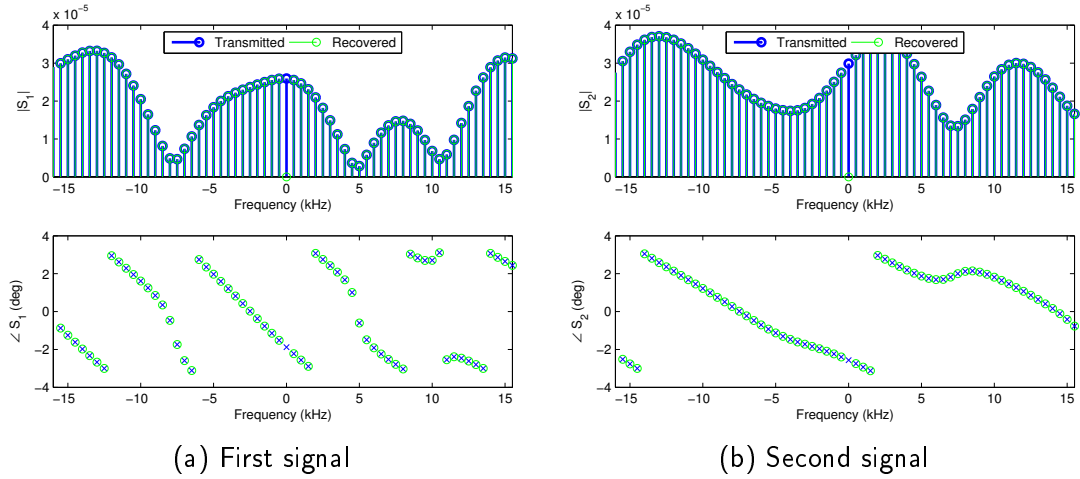 x 10⁻⁵
4
3
2
1
0
|S₁|
Transmitted Recovered
−15 −10 −5 0 5 10 15
Frequency (kHz)
4
2
0
−2
−4
∠ S₁ (deg)
−15 −10 −5 0 5 10 15
Frequency (kHz)
(a) First signal
x 10⁻⁵
4
3
2
1
0
|S₂|
Transmitted Recovered
−15 −10 −5 0 5 10 15
Frequency (kHz)
4
2
0
−2
−4
∠ S₂ (deg)
−15 −10 −5 0 5 10 15
Frequency (kHz)
(b) Second signal